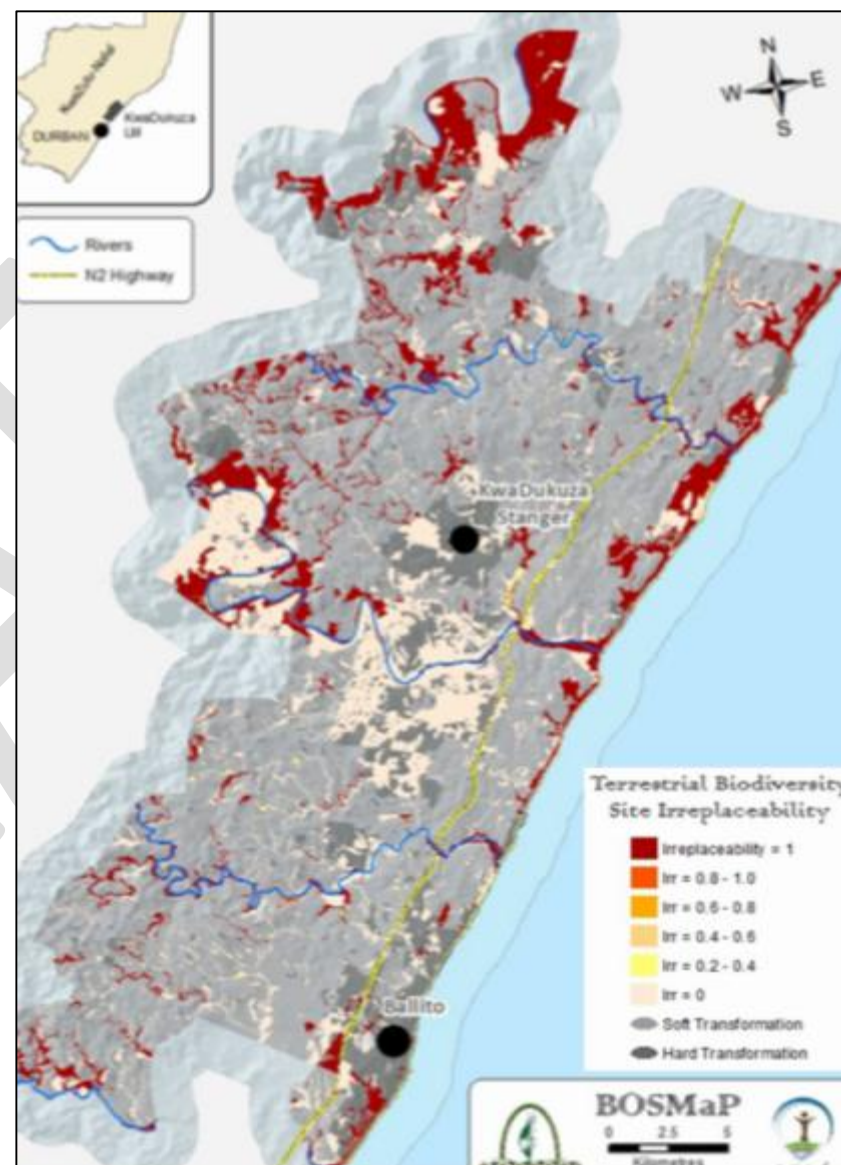 KwaZulu-Natal
DURBAN
KwaDukuza
LM
N
W
E
S
Rivers
N2 Highway
KwaDukuza
Stanger
Ballito
Terrestrial Biodiversity
Site Irreplaceability
Irreplaceability = 1
Irr = 0.8 - 1.0
Irr = 0.6 - 0.8
Irr = 0.4 - 0.6
Irr = 0.2 - 0.4
Irr = 0
Soft Transformation
Hard Transformation
BOSMaP
0 2.5 5
Kilometres